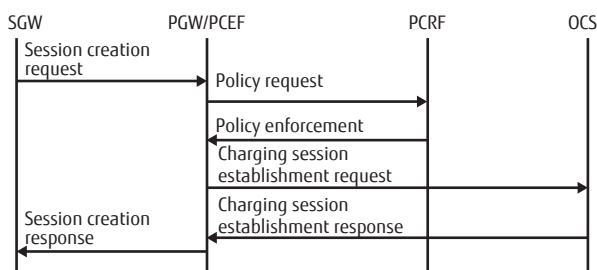 SGW PGW/PCEF PCRF OCS
Session creation
request
Policy request
Policy enforcement
Charging session
establishment request
Charging session
establishment response
Session creation
response